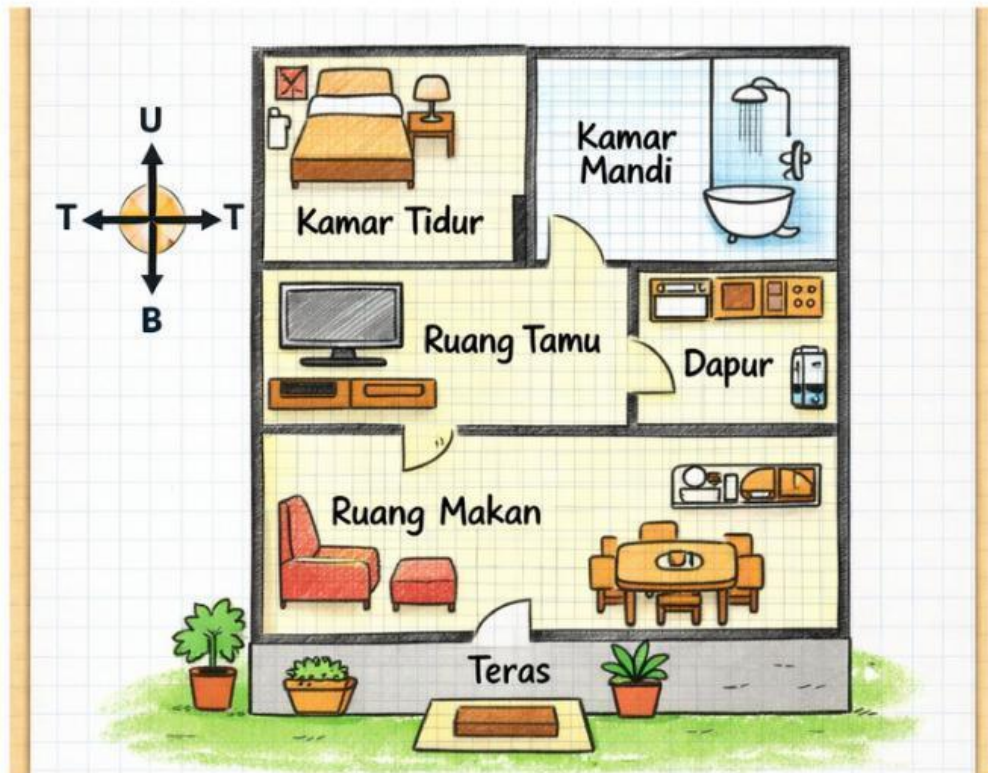 U
T T
B
Kamar Tidur
Kamar
Mandi
Ruang Tamu
Dapur
Ruang Makan
Teras